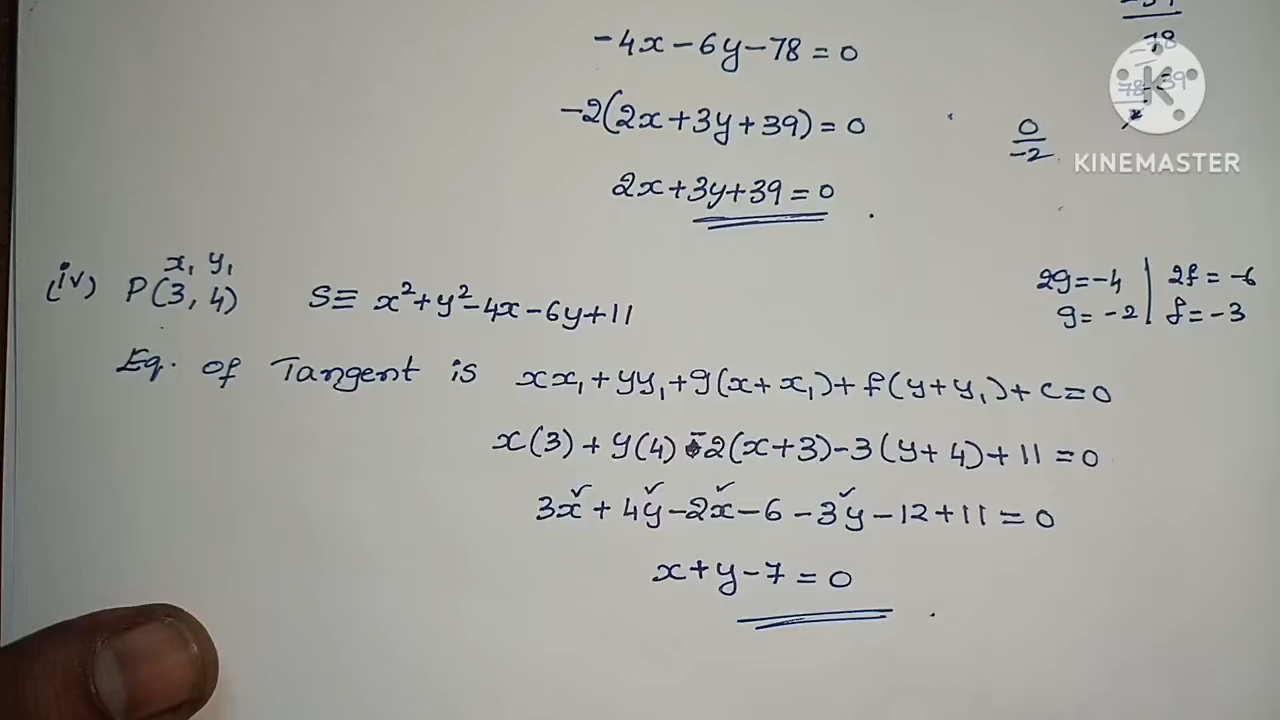 -4x-6y-78=0
-2(2x+3y+39)=0
0/-2
2x+3y+39=0
KINEMASTER
x₁ y₁
(iv) P(3, 4) S≡ x²+y²-4x-6y+11
2g=-4 | 2f=-6
g=-2 | f=-3
Eq. of Tangent is xx₁+yy₁+g(x+x₁)+f(y+y₁)+c=0
x(3)+y(4)-2(x+3)-3(y+4)+11=0
3x+4y-2x-6-3y-12+11=0
x+y-7=0